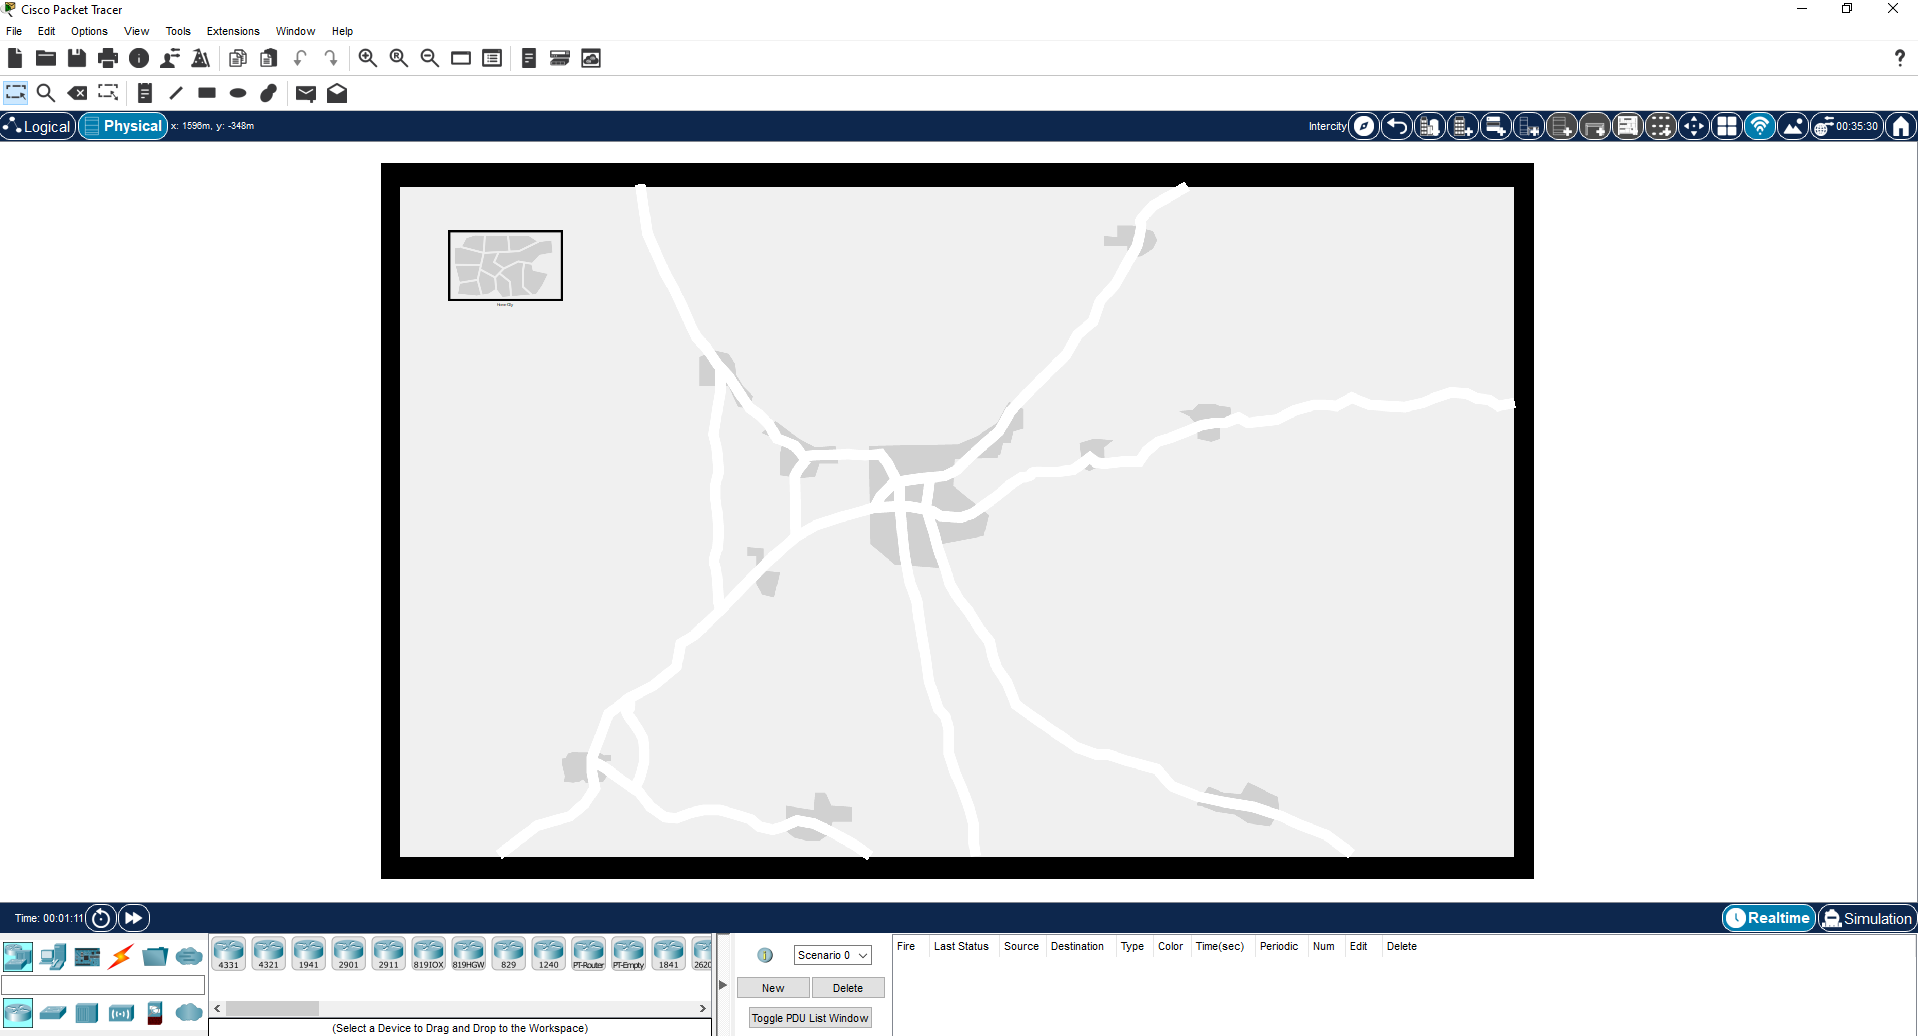 Cisco Packet Tracer
File Edit Options View Tools Extensions Window Help
Logical Physical x: 1596m, y: -348m Intercity 00:35:30
Home City
Time: 00:01:11 Realtime Simulation
4331 4321 1941 2901 2911 819IOX 819HGW 829 1240 PT-Router PT-Empty 1841 2620
(Select a Device to Drag and Drop to the Workspace)
Scenario 0
New Delete
Toggle PDU List Window
Fire Last Status Source Destination Type Color Time(sec) Periodic Num Edit Delete